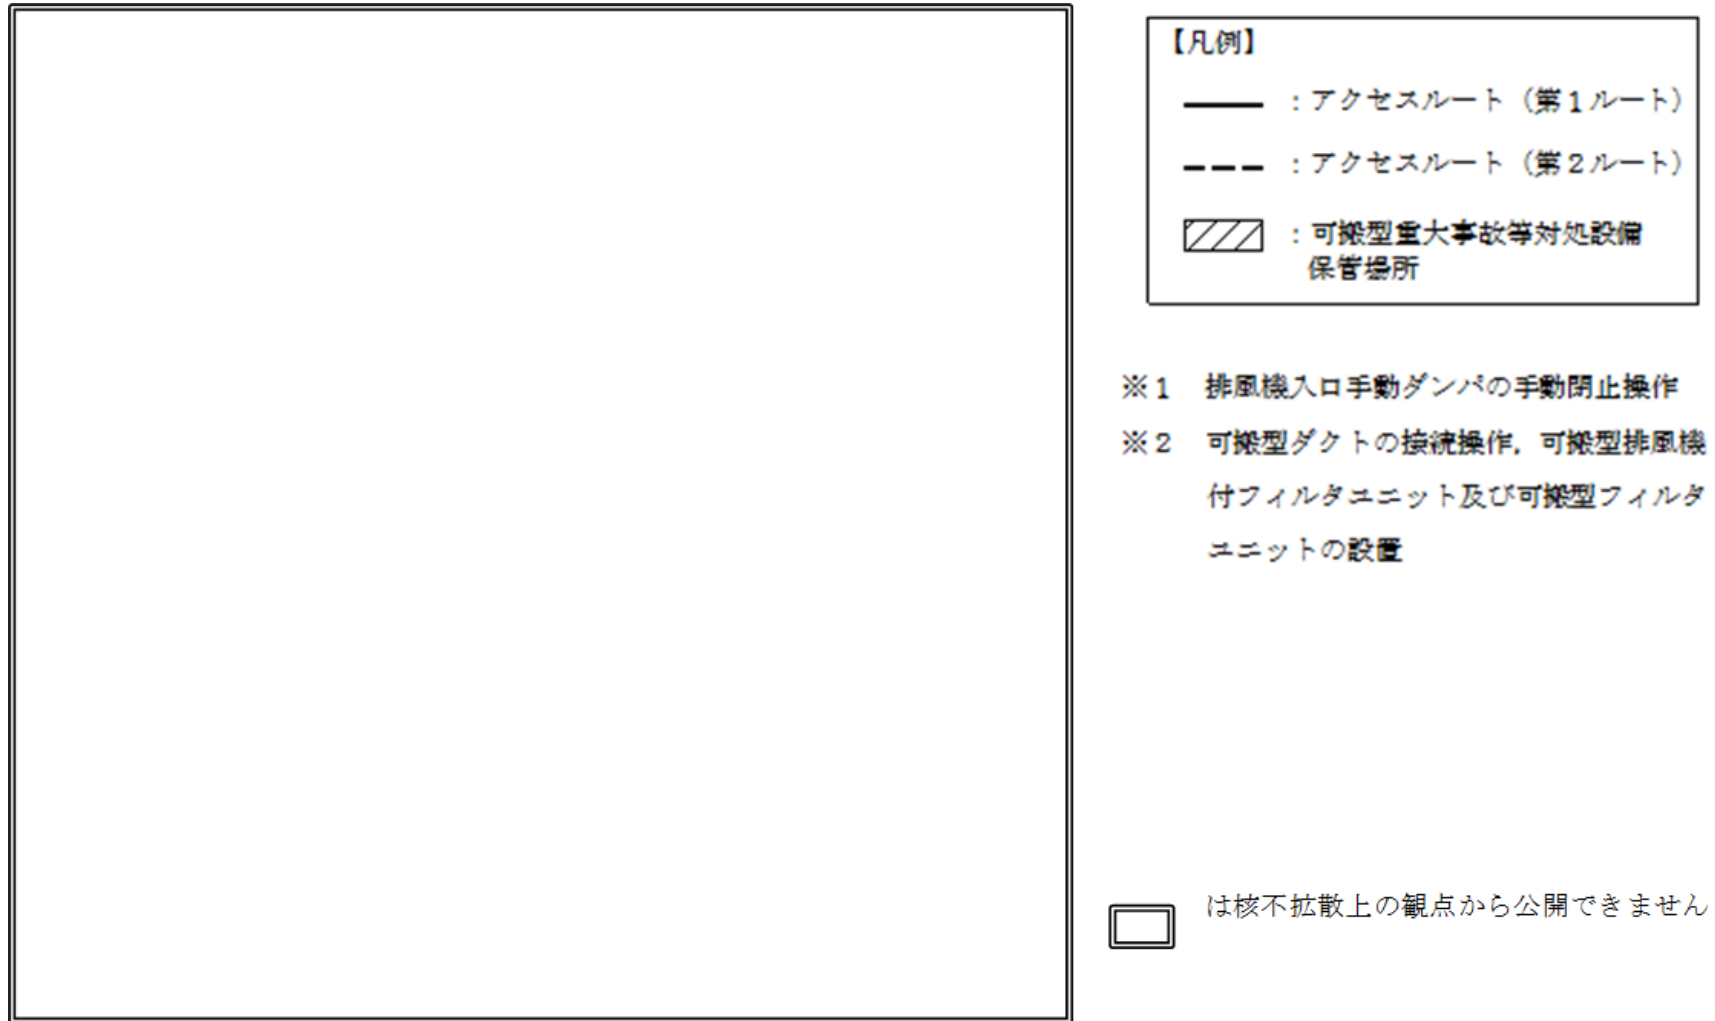 【凡例】
：アクセスルート（第１ルート）
：アクセスルート（第２ルート）
：可搬型重大事故等対処設備
保管場所
※１　排風機入口手動ダンパの手動閉止操作
※２　可搬型ダクトの接続操作，可搬型排風機
付フィルタユニット及び可搬型フィルタ
ユニットの設置
は核不拡散上の観点から公開できません